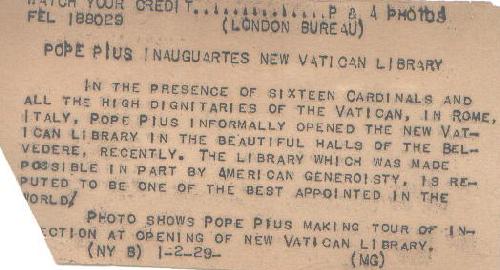 WATCH YOUR CREDIT..............P & A PHOTOS
FEL 188029 (LONDON BUREAU)
POPE PIUS INAUGUARTES NEW VATICAN LIBRARY
IN THE PRESENCE OF SIXTEEN CARDINALS AND
ALL THE HIGH DIGNITARIES OF THE VATICAN, IN ROME,
ITALY, POPE PIUS INFORMALLY OPENED THE NEW VAT-
ICAN LIBRARY IN THE BEAUTIFUL HALLS OF THE BEL-
VEDERE, RECENTLY. THE LIBRARY WHICH WAS MADE
POSSIBLE IN PART BY AMERICAN GENEROISTY, IS RE-
PUTED TO BE ONE OF THE BEST APPOINTED IN THE
WORLD/
PHOTO SHOWS POPE PIUS MAKING TOUR OF IN-
ECTION AT OPENING OF NEW VATICAN LIBRARY.
(NY B) 1-2-29- (MG)